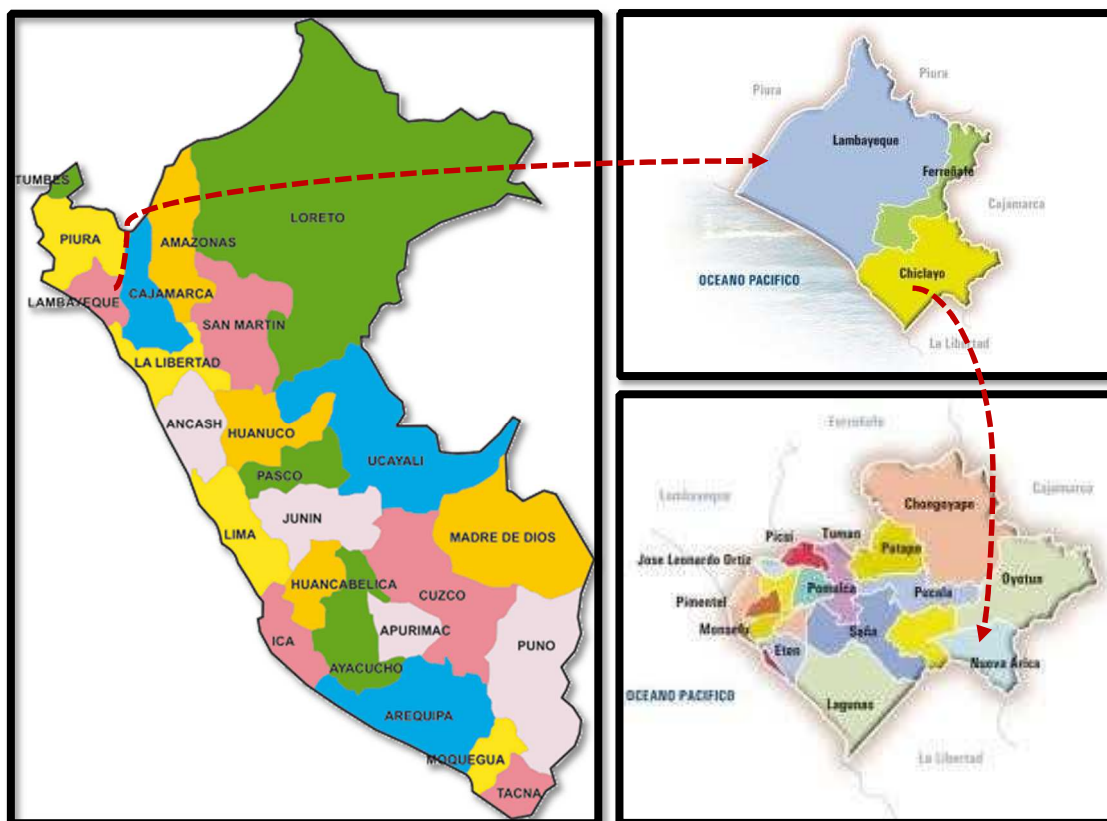 TUMBES
PIURA
LAMBAYEQUE
CAJAMARCA
AMAZONAS
LORETO
SAN MARTIN
LA LIBERTAD
ANCASH
HUANUCO
PASCO
UCAYALI
LIMA
JUNIN
MADRE DE DIOS
HUANCABELICA
CUZCO
ICA
APURIMAC
PUNO
AYACUCHO
AREQUIPA
MOQUEGUA
TACNA
Piura
Piura
Lambayeque
Ferreñafe
Cajamarca
OCEANO PACIFICO
Chiclayo
La Libertad
Ferreñafe
Lambayeque
Cajamarca
Chongoyape
Picsi
Tuman
Patapo
Jose Leonardo Ortiz
Oyotun
Pomalca
Pucala
Pimentel
Monsefu
Saña
Eten
Nueva Arica
OCEANO PACIFICO
Lagunas
La Libertad